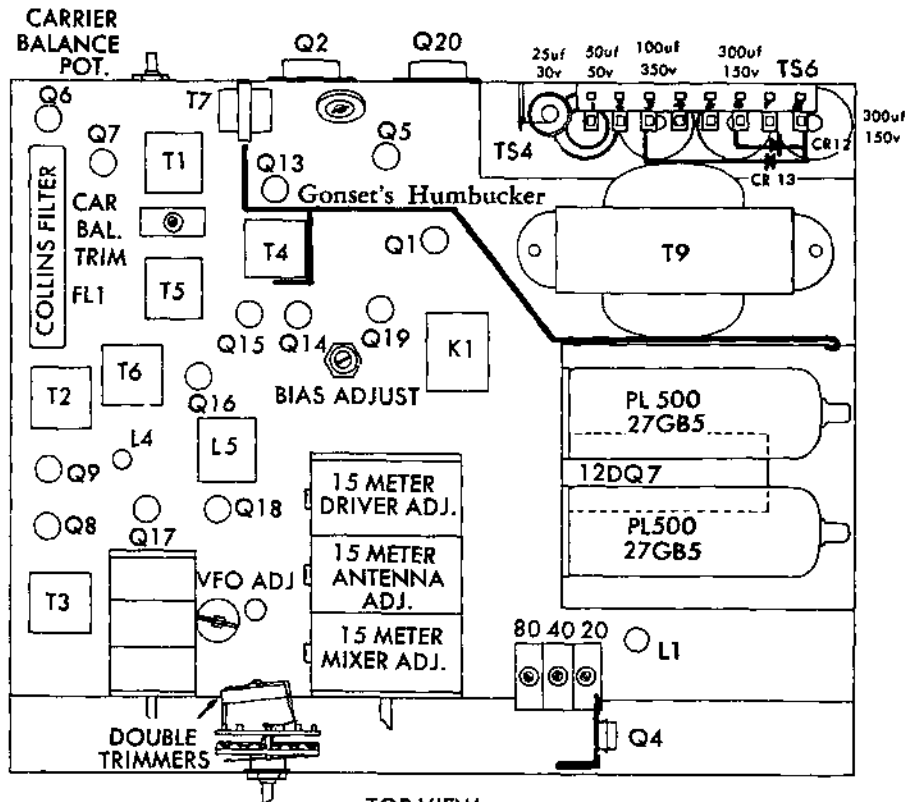 CARRIER
BALANCE
POT.
Q2
Q20
25uf
30v
50uf
50v
100uf
350v
300uf
150v
TS6
Q6
T7
300uf
150v
Q7
Q5
TS4
CR12
T1
Q13
CR 13
Gonset's Humbucker
COLLINS FILTER
FL1
CAR
BAL.
TRIM
T4
Q1
T9
T5
Q15
Q14
Q19
K1
T6
BIAS ADJUST
T2
Q16
PL 500
27GB5
L4
L5
Q9
12DQ7
15 METER
DRIVER ADJ.
Q8
Q17
Q18
PL500
27GB5
15 METER
ANTENNA
ADJ.
VFO ADJ
T3
15 METER
MIXER ADJ.
80 40 20
L1
DOUBLE
TRIMMERS
Q4